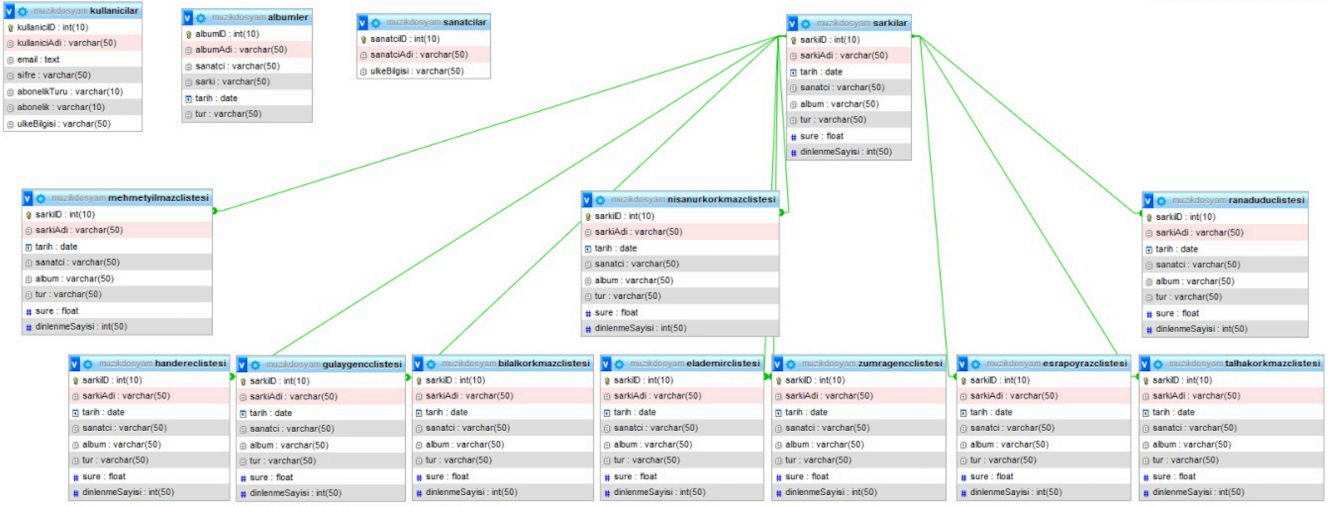 muzikdosyam kullanicilar
kullaniciID : int(10)
kullaniciAdi : varchar(50)
email : text
sifre : varchar(50)
abonelikTuru : varchar(10)
abonelik : varchar(10)
ulkeBilgisi : varchar(50)
muzikdosyam albumler
albumID : int(10)
albumAdi : varchar(50)
sanatci : varchar(50)
sarki : varchar(50)
tarih : date
tur : varchar(50)
muzikdosyam sanatcilar
sanatciID : int(10)
sanatciAdi : varchar(50)
ulkeBilgisi : varchar(50)
muzikdosyam sarkilar
sarkiID : int(10)
sarkiAdi : varchar(50)
tarih : date
sanatci : varchar(50)
album : varchar(50)
tur : varchar(50)
sure : float
dinlenmeSayisi : int(50)
muzikdosyam mehmetyilmazclistesi
sarkiID : int(10)
sarkiAdi : varchar(50)
tarih : date
sanatci : varchar(50)
album : varchar(50)
tur : varchar(50)
sure : float
dinlenmeSayisi : int(50)
muzikdosyam nisanurkorkmazclistesi
sarkiID : int(10)
sarkiAdi : varchar(50)
tarih : date
sanatci : varchar(50)
album : varchar(50)
tur : varchar(50)
sure : float
dinlenmeSayisi : int(50)
muzikdosyam ranaduduclistesi
sarkiID : int(10)
sarkiAdi : varchar(50)
tarih : date
sanatci : varchar(50)
album : varchar(50)
tur : varchar(50)
sure : float
dinlenmeSayisi : int(50)
muzikdosyam handereclistesi
sarkiID : int(10)
sarkiAdi : varchar(50)
tarih : date
sanatci : varchar(50)
album : varchar(50)
tur : varchar(50)
sure : float
dinlenmeSayisi : int(50)
muzikdosyam gulaygencclistesi
sarkiID : int(10)
sarkiAdi : varchar(50)
tarih : date
sanatci : varchar(50)
album : varchar(50)
tur : varchar(50)
sure : float
dinlenmeSayisi : int(50)
muzikdosyam bilalkorkmazclistesi
sarkiID : int(10)
sarkiAdi : varchar(50)
tarih : date
sanatci : varchar(50)
album : varchar(50)
tur : varchar(50)
sure : float
dinlenmeSayisi : int(50)
muzikdosyam elademirclistesi
sarkiID : int(10)
sarkiAdi : varchar(50)
tarih : date
sanatci : varchar(50)
album : varchar(50)
tur : varchar(50)
sure : float
dinlenmeSayisi : int(50)
muzikdosyam zumragencclistesi
sarkiID : int(10)
sarkiAdi : varchar(50)
tarih : date
sanatci : varchar(50)
album : varchar(50)
tur : varchar(50)
sure : float
dinlenmeSayisi : int(50)
muzikdosyam esrapoyrazclistesi
sarkiID : int(10)
sarkiAdi : varchar(50)
tarih : date
sanatci : varchar(50)
album : varchar(50)
tur : varchar(50)
sure : float
dinlenmeSayisi : int(50)
muzikdosyam talhakorkmazclistesi
sarkiID : int(10)
sarkiAdi : varchar(50)
tarih : date
sanatci : varchar(50)
album : varchar(50)
tur : varchar(50)
sure : float
dinlenmeSayisi : int(50)